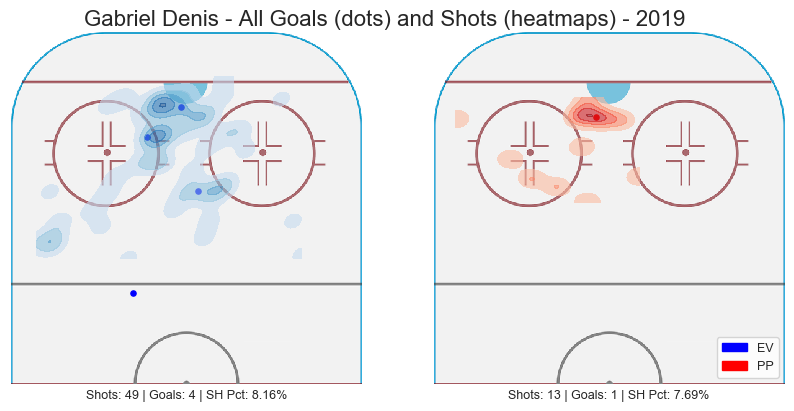 Gabriel Denis - All Goals (dots) and Shots (heatmaps) - 2019
EV
PP
Shots: 49 | Goals: 4 | SH Pct: 8.16%
Shots: 13 | Goals: 1 | SH Pct: 7.69%